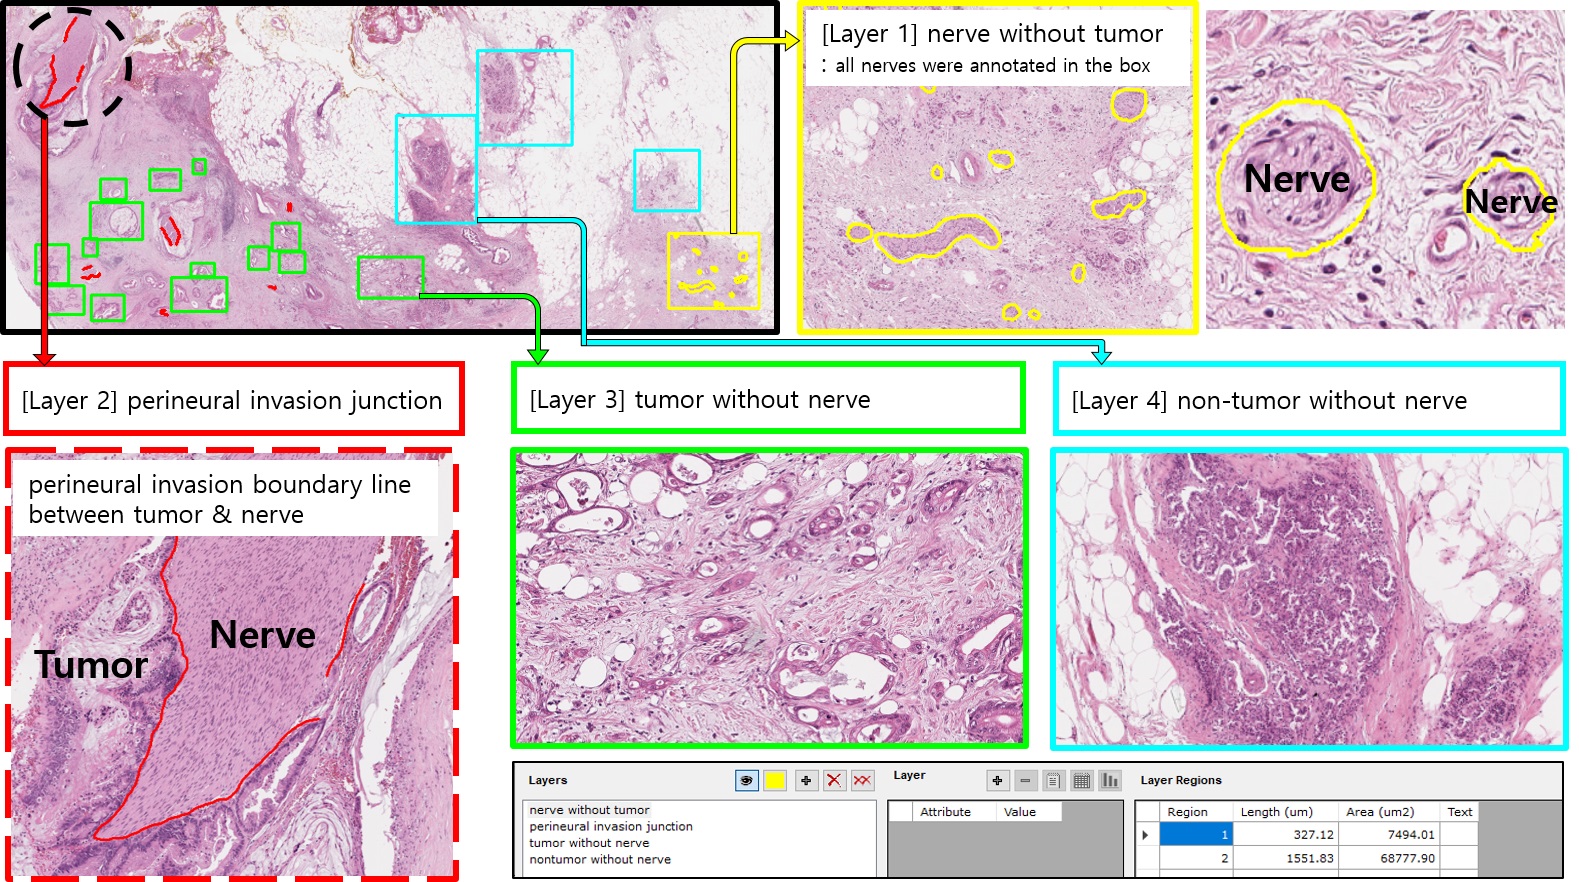 [Layer 1] nerve without tumor
: all nerves were annotated in the box
Nerve
Nerve
[Layer 2] perineural invasion junction
[Layer 3] tumor without nerve
[Layer 4] non-tumor without nerve
perineural invasion boundary line
between tumor & nerve
Nerve
Tumor
Layers
nerve without tumor
perineural invasion junction
tumor without nerve
nontumor without nerve
Layer
Attribute Value
Layer Regions
Region Length (um) Area (um2) Text
1 327.12 7494.01
2 1551.83 68777.90